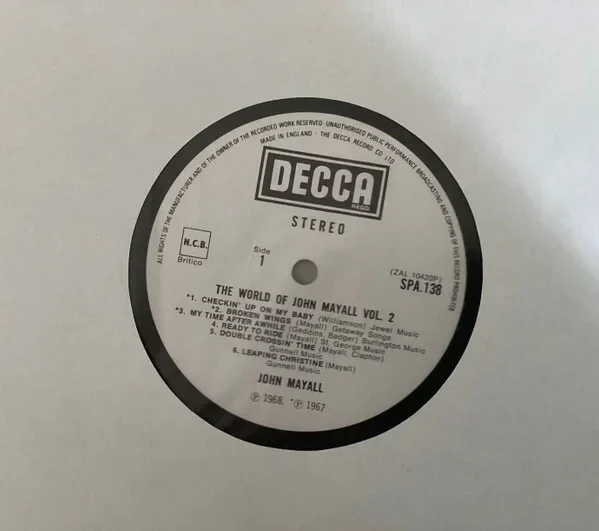 ALL RIGHTS OF THE MANUFACTURER AND OF THE OWNER OF THE RECORDED WORK RESERVED · UNAUTHORISED PUBLIC PERFORMANCE BROADCASTING AND COPYING OF THIS RECORD PROHIBITED
MADE IN ENGLAND · THE DECCA RECORD CO LTD
DECCA
REGD.
STEREO
N.C.B.
Britico
Side
1
(ZAL.10420P)
SPA.138
THE WORLD OF JOHN MAYALL VOL. 2
*1. CHECKIN' UP ON MY BABY (Williamson) Jewel Music
*2. BROKEN WINGS (Mayall) Getaway Songs
*3. MY TIME AFTER AWHILE (Geddins, Badger) Burlington Music
4. READY TO RIDE (Mayall) St. George Music
5. DOUBLE CROSSIN' TIME (Mayall, Clapton)
Gunnell Music
6. LEAPING CHRISTINE (Mayall)
Gunnell Music
JOHN MAYALL
℗ 1968, *℗ 1967